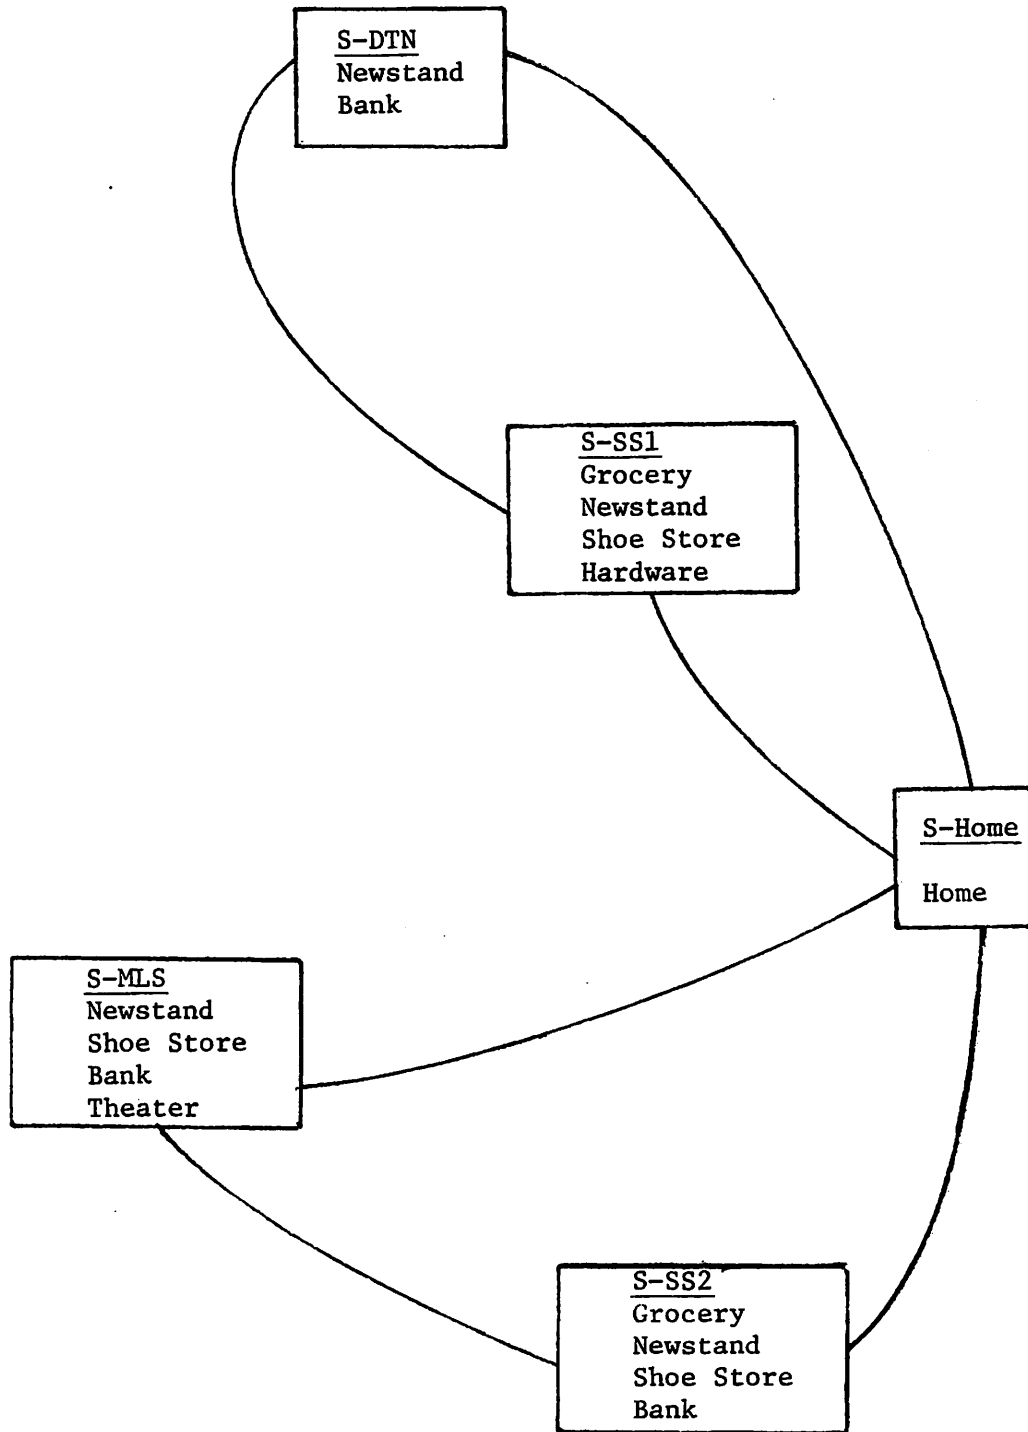 S-DTN
Newstand
Bank
S-SS1
Grocery
Newstand
Shoe Store
Hardware
S-Home
Home
S-MLS
Newstand
Shoe Store
Bank
Theater
S-SS2
Grocery
Newstand
Shoe Store
Bank